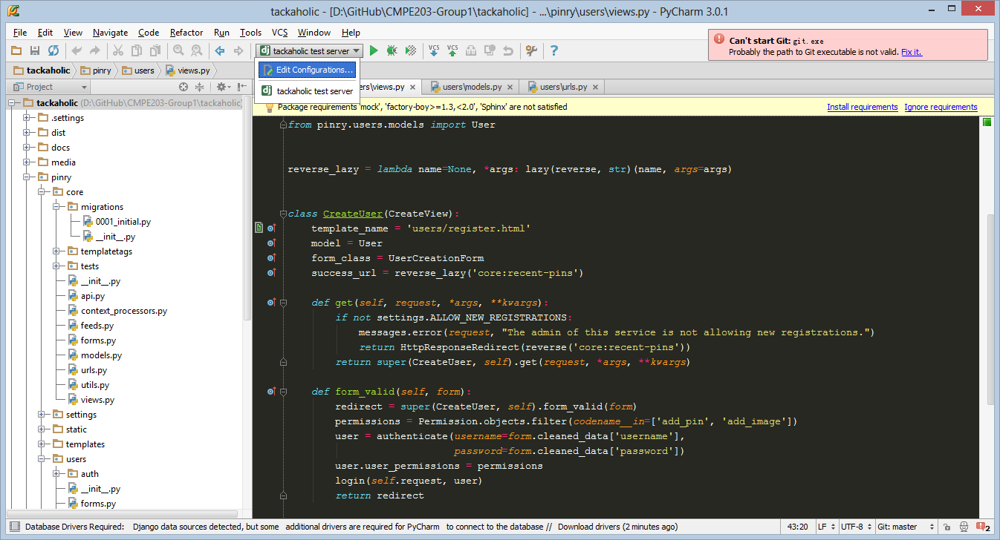 tackaholic - [D:\GitHub\CMPE203-Group1\tackaholic] - ...\pinry\users\views.py - PyCharm 3.0.1
File Edit View Navigate Code Refactor Run Tools VCS Window Help
Can't start Git: git.exe
Probably the path to Git executable is not valid. Fix it.
tackaholic test server
VCS VCS
tackaholic pinry users views.py
Edit Configurations...
tackaholic test server
Project
ers\views.py users\models.py users\urls.py
Package requirements 'mock', 'factory-boy>=1.3,<2.0', 'Sphinx' are not satisfied
Install requirements Ignore requirements
tackaholic (D:\GitHub\CMPE203-Group1\tackaholic)
.settings
dist
docs
media
pinry
core
migrations
0001_initial.py
__init__.py
templatetags
tests
__init__.py
api.py
context_processors.py
feeds.py
forms.py
models.py
urls.py
utils.py
views.py
settings
static
templates
users
auth
__init__.py
forms.py
from pinry.users.models import User
reverse_lazy = lambda name=None, *args: lazy(reverse, str)(name, args=args)
class CreateUser(CreateView):
template_name = 'users/register.html'
model = User
form_class = UserCreationForm
success_url = reverse_lazy('core:recent-pins')
def get(self, request, *args, **kwargs):
if not settings.ALLOW_NEW_REGISTRATIONS:
messages.error(request, "The admin of this service is not allowing new registrations.")
return HttpResponseRedirect(reverse('core:recent-pins'))
return super(CreateUser, self).get(request, *args, **kwargs)
def form_valid(self, form):
redirect = super(CreateUser, self).form_valid(form)
permissions = Permission.objects.filter(codename__in=['add_pin', 'add_image'])
user = authenticate(username=form.cleaned_data['username'],
password=form.cleaned_data['password'])
user.user_permissions = permissions
login(self.request, user)
return redirect
Database Drivers Required: Django data sources detected, but some additional drivers are required for PyCharm to connect to the database // Download drivers (2 minutes ago)
43:20 LF UTF-8 Git: master 2